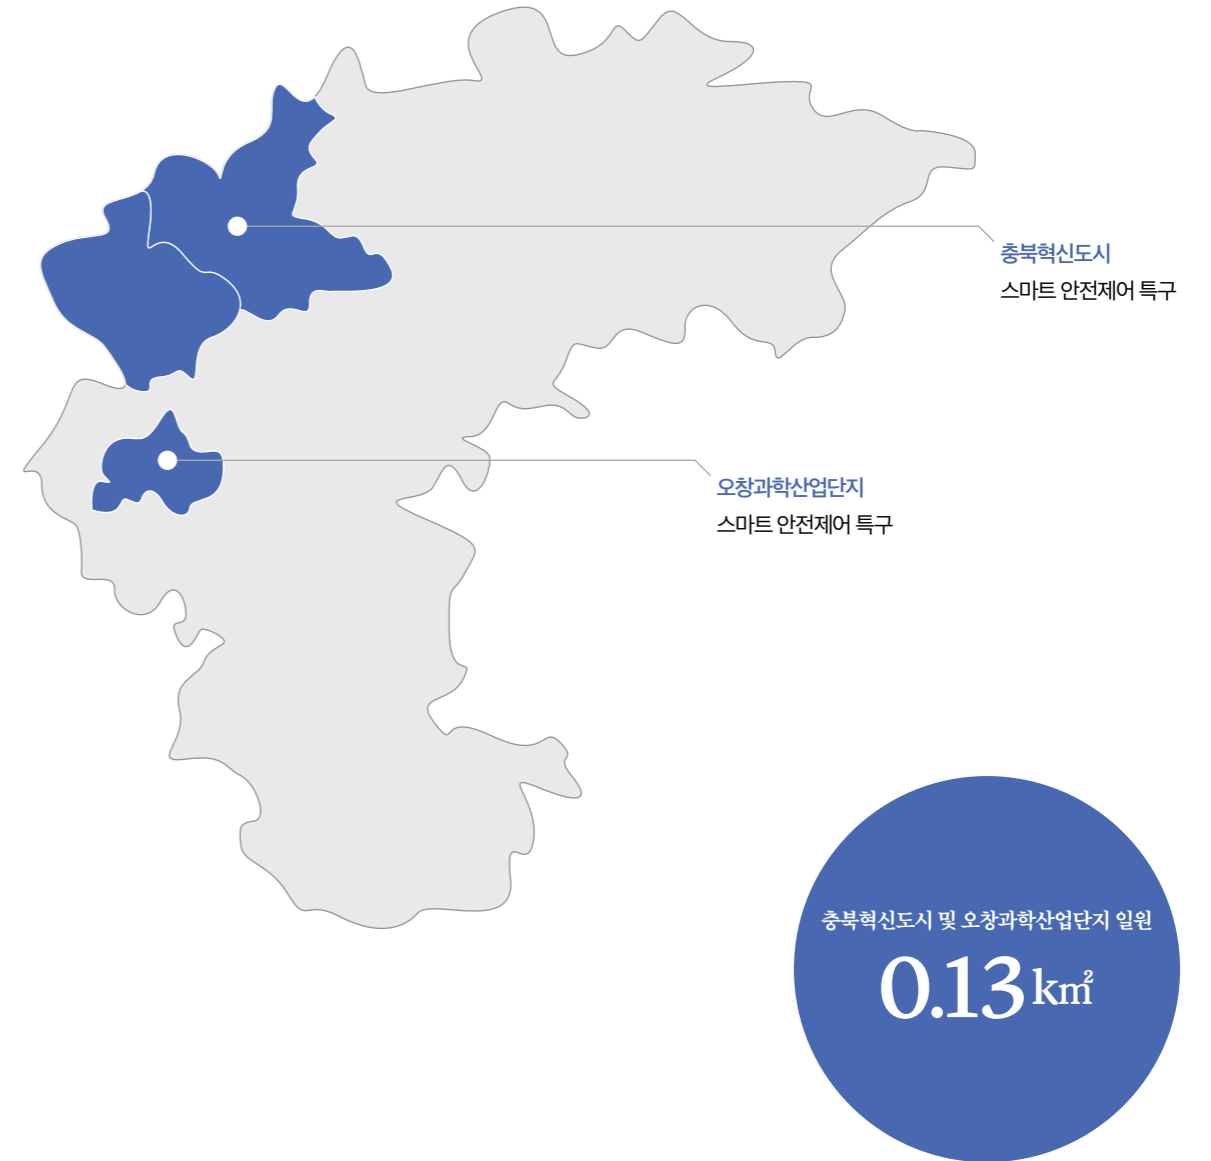 충북혁신도시
스마트 안전제어 특구
오창과학산업단지
스마트 안전제어 특구
충북혁신도시 및 오창과학산업단지 일원
0.13㎢